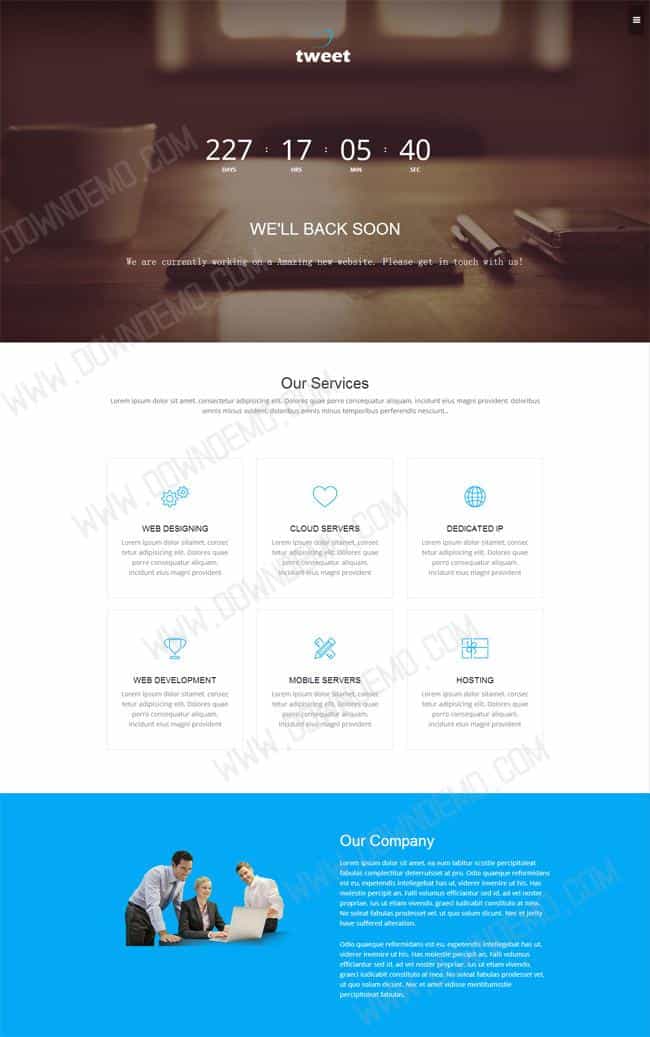 tweet
227 : 17 : 05 : 40
DAYS HRS MIN SEC
WE'LL BACK SOON
We are currently working on a Amazing new website. Please get in touch with us!
Our Services
Lorem ipsum dolor sit amet, consectetur adipisicing elit. Dolores quae porro consequatur aliquam, incidunt eius magni provident, doloribus
omnis minus ovident, doloribus omnis minus temporibus perferendis nesciunt...
WEB DESIGNING
Lorem ipsum dolor sitamet, consec
tetur adipisicing elit. Dolores quae
porro consequatur aliquam,
incidunt eius magni provident
CLOUD SERVERS
Lorem ipsum dolor sitamet, consec
tetur adipisicing elit. Dolores quae
porro consequatur aliquam,
incidunt eius magni provident
DEDICATED IP
Lorem ipsum dolor sitamet, consec
tetur adipisicing elit. Dolores quae
porro consequatur aliquam,
incidunt eius magni provident
WEB DEVELOPMENT
Lorem ipsum dolor sitamet, consec
tetur adipisicing elit. Dolores quae
porro consequatur aliquam,
incidunt eius magni provident
MOBILE SERVERS
Lorem ipsum dolor sitamet, consec
tetur adipisicing elit. Dolores quae
porro consequatur aliquam,
incidunt eius magni provident
HOSTING
Lorem ipsum dolor sitamet, consec
tetur adipisicing elit. Dolores quae
porro consequatur aliquam,
incidunt eius magni provident
Our Company
Lorem ipsum dolor sit amet, ea eum labitur scsstie percipitoleat
fabulas complectitur deterruisset at pro. Odio quaeque reformidans
est eu, expetendis intellegebat has ut, viderer invenire ut his. Has
molestie percipit an. Falli volumus efficiantur sed id, ad vel noster
propriae. Ius ut etiam vivendo, graeci iudicabit constituto at mea.
No soleat fabulas prodesset vel, ut quo solum dicunt. Nec et jerity
have suffered alteration.
Odio quaeque reformidans est eu, expetendis intellegebat has ut,
viderer invenire ut his. Has molestie percipit an. Falli volumus
efficiantur sed id, ad vel noster propriae. Ius ut etiam vivendo,
graeci iudicabit constituto at mea. No soleat fabulas prodesset vel,
ut quo solum dicunt. Nec et amet vidisse mentitumsstie
percipitoleat fabulas.
WWW.DOWNDEMO.COM
WWW.DOWNDEMO.COM
WWW.DOWNDEMO.COM
WWW.DOWNDEMO.COM
WWW.DOWNDEMO.COM